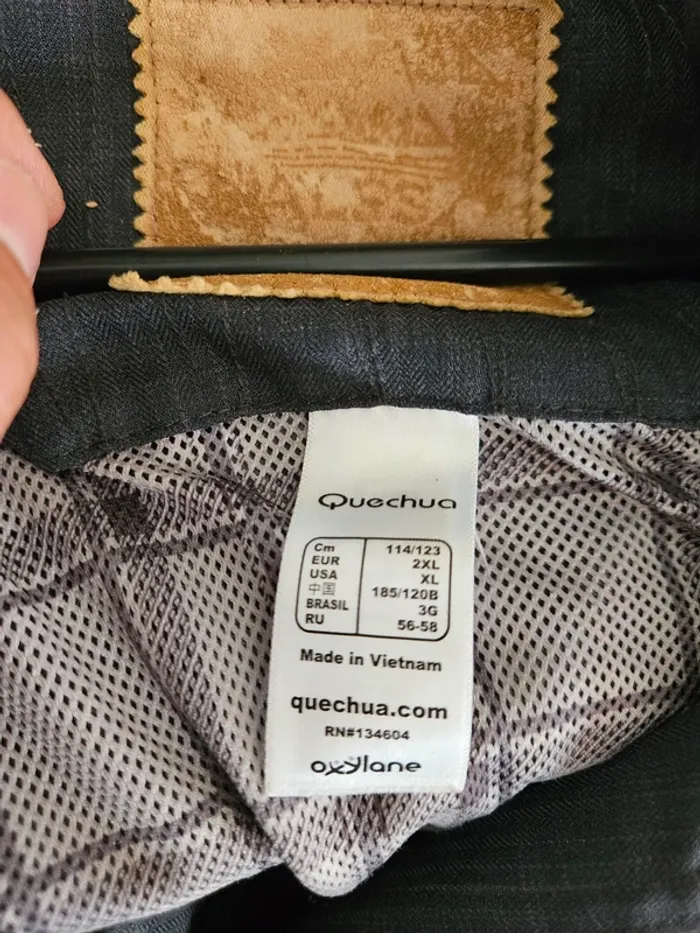 Quechua
Cm 114/123
EUR 2XL
USA XL
中国 185/120B
BRASIL 3G
RU 56-58
Made in Vietnam
quechua.com
RN#134604
oxylane